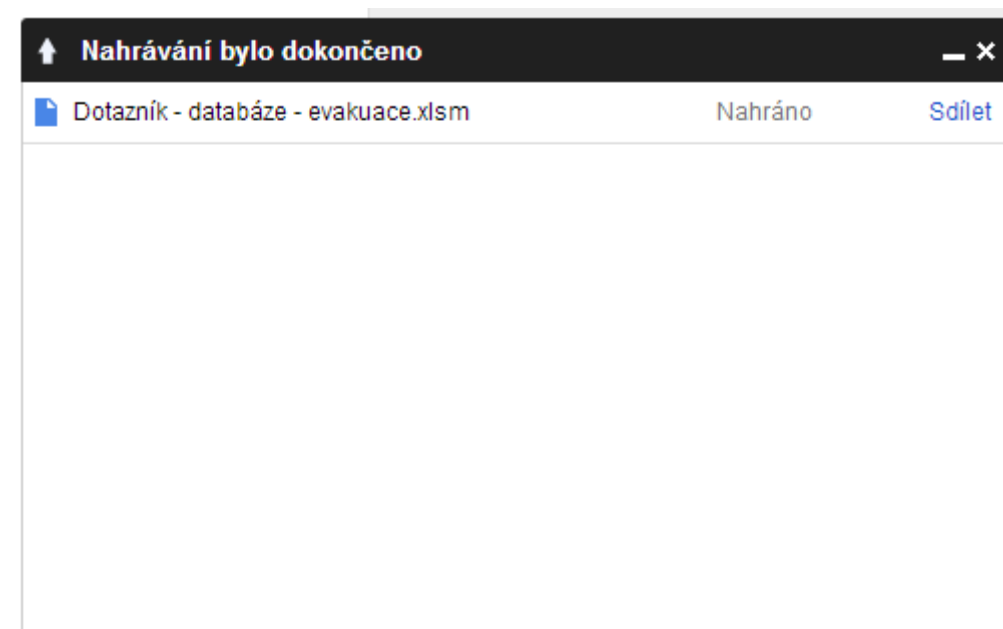 Nahrávání bylo dokončeno
Dotazník - databáze - evakuace.xlsm Nahráno Sdílet